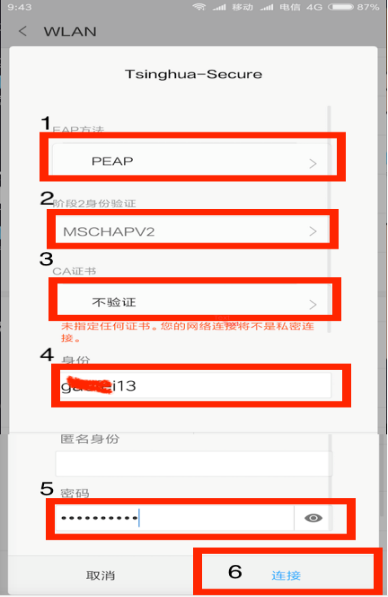 9:43 移动 电信 4G 87%
< WLAN
Tsinghua-Secure
1 EAP方法
PEAP >
2 阶段2身份验证
MSCHAPV2 >
3 CA证书
不验证 >
未指定任何证书。您的网络连接将不是私密连
接。
4 身份
匿名身份
5 密码
••••••••••
取消 6 连接